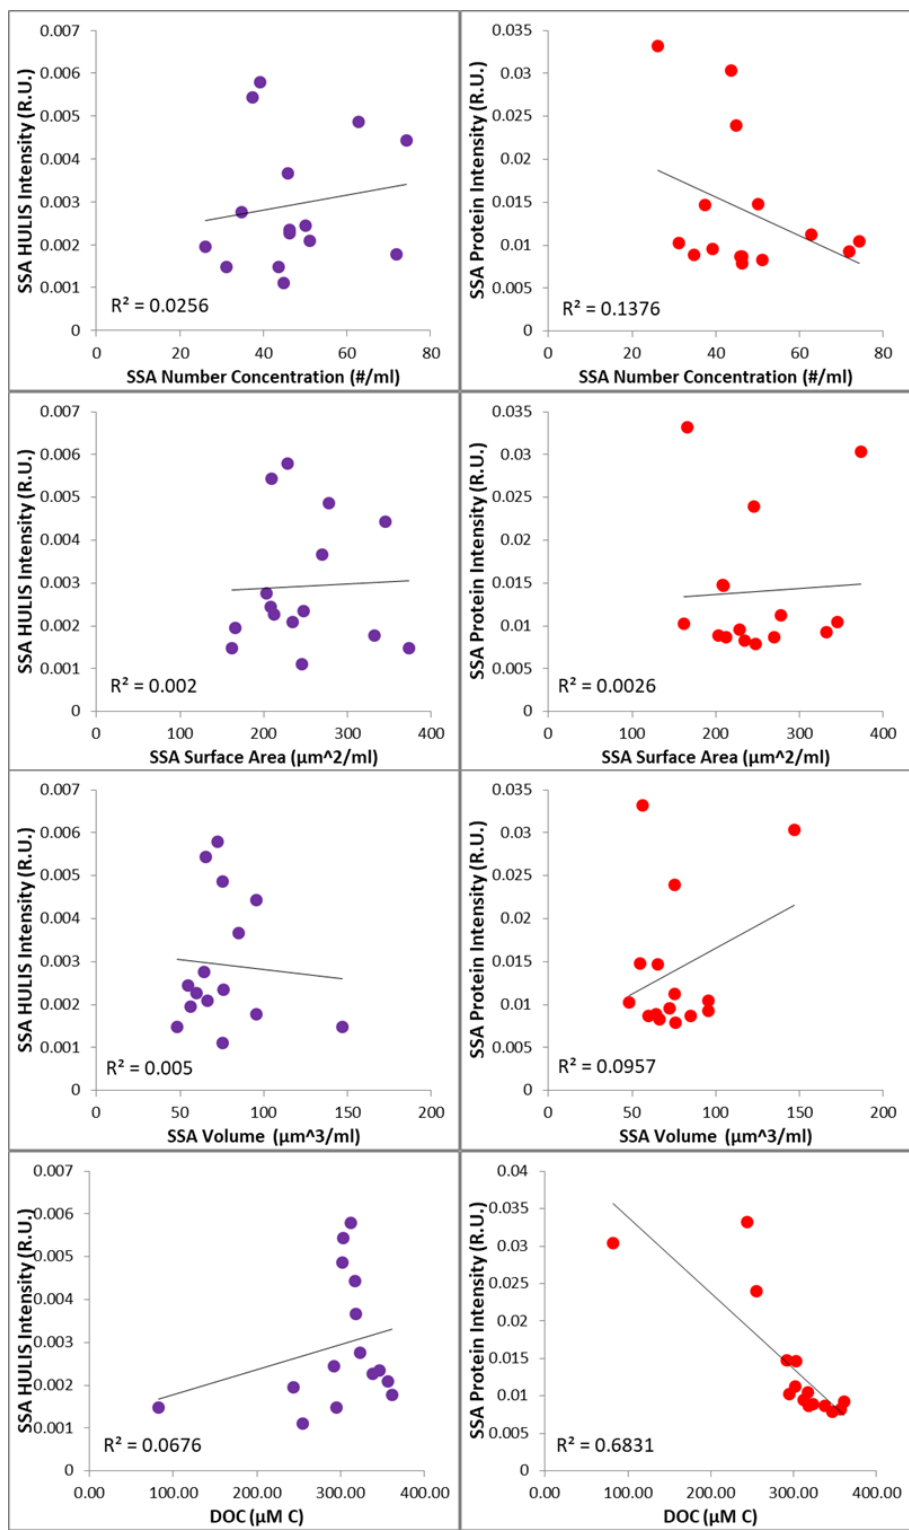 SSA HULIS Intensity (R.U.)
0.007
0.006
0.005
0.004
0.003
0.002
0.001
0
R² = 0.0256
0 20 40 60 80
SSA Number Concentration (#/ml)
SSA Protein Intensity (R.U.)
0.035
0.03
0.025
0.02
0.015
0.01
0.005
0
R² = 0.1376
0 20 40 60 80
SSA Number Concentration (#/ml)
SSA HULIS Intensity (R.U.)
0.007
0.006
0.005
0.004
0.003
0.002
0.001
0
R² = 0.002
0 100 200 300 400
SSA Surface Area (µm^2/ml)
SSA Protein Intensity (R.U.)
0.035
0.03
0.025
0.02
0.015
0.01
0.005
0
R² = 0.0026
0 100 200 300 400
SSA Surface Area (µm^2/ml)
SSA HULIS Intensity (R.U.)
0.007
0.006
0.005
0.004
0.003
0.002
0.001
0
R² = 0.005
0 50 100 150 200
SSA Volume (µm^3/ml)
SSA Protein Intensity (R.U.)
0.035
0.03
0.025
0.02
0.015
0.01
0.005
0
R² = 0.0957
0 50 100 150 200
SSA Volume (µm^3/ml)
SSA HULIS Intensity (R.U.)
0.007
0.006
0.005
0.004
0.003
0.002
0.001
0
R² = 0.0676
0.00 100.00 200.00 300.00 400.00
DOC (µM C)
SSA Protein Intensity (R.U.)
0.04
0.035
0.03
0.025
0.02
0.015
0.01
0.005
0
R² = 0.6831
0.00 100.00 200.00 300.00 400.00
DOC (µM C)